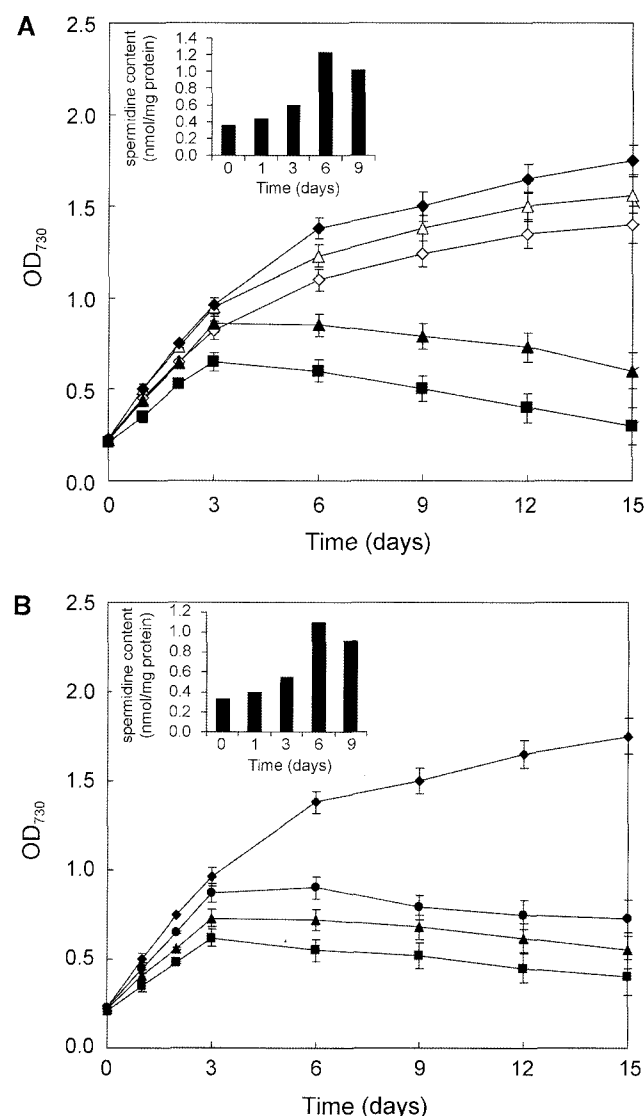 A
2.5
2.0
1.5
1.0
0.5
0.0
OD730
0 3 6 9 12 15
Time (days)
spermidine content
(nmol/mg protein)
1.4
1.2
1.0
0.8
0.6
0.4
0.2
0.0
0 1 3 6 9
Time (days)
B
2.5
2.0
1.5
1.0
0.5
0.0
OD730
0 3 6 9 12 15
Time (days)
spermidine content
(nmol/mg protein)
1.2
1.0
0.8
0.6
0.4
0.2
0.0
0 1 3 6 9
Time (days)